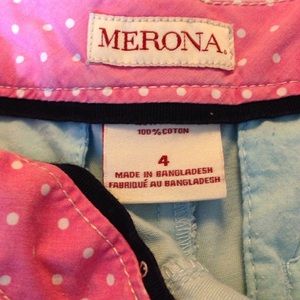 MERONA
100% COTTON
4
MADE IN BANGLADESH
FABRIQUÉ AU BANGLADESH